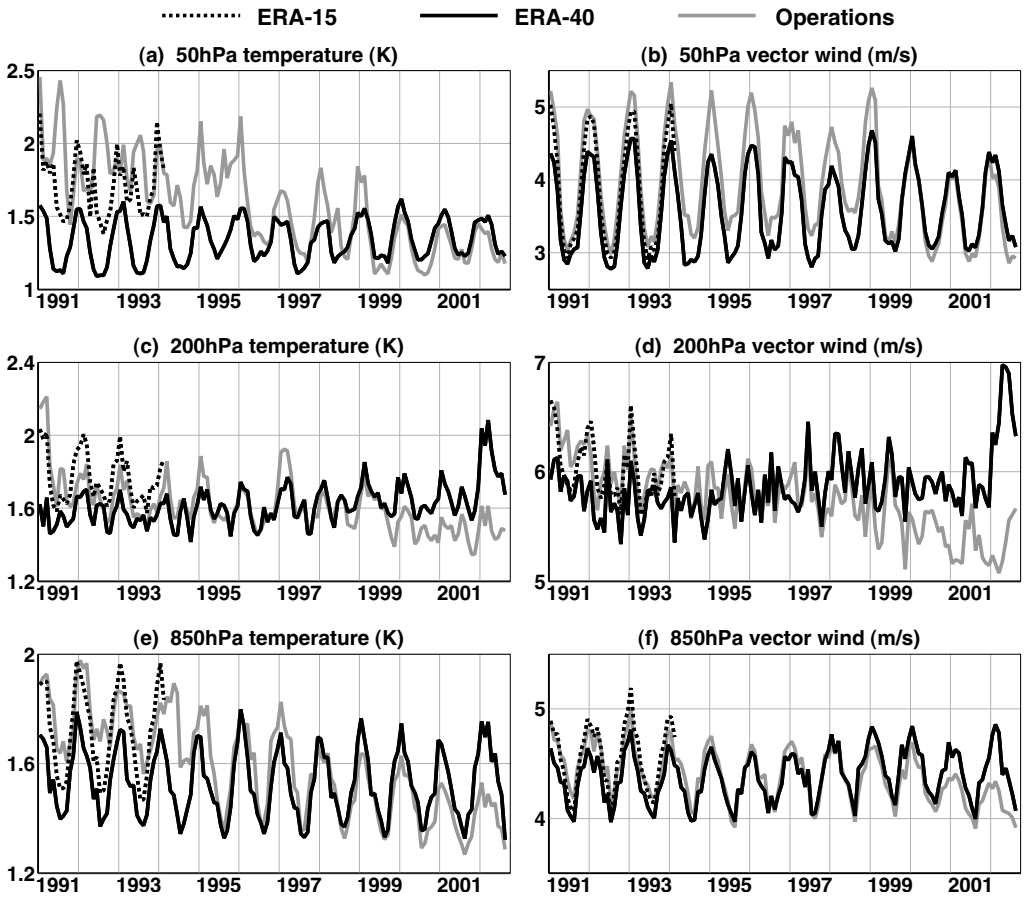 ERA-15 ERA-40 Operations
(a) 50hPa temperature (K) (b) 50hPa vector wind (m/s)
2.5
2
1.5
1
1991 1993 1995 1997 1999 2001
5
4
3
1991 1993 1995 1997 1999 2001
(c) 200hPa temperature (K) (d) 200hPa vector wind (m/s)
2.4
2
1.6
1.2
1991 1993 1995 1997 1999 2001
7
6
5
1991 1993 1995 1997 1999 2001
(e) 850hPa temperature (K) (f) 850hPa vector wind (m/s)
2
1.6
1.2
1991 1993 1995 1997 1999 2001
5
4
1991 1993 1995 1997 1999 2001